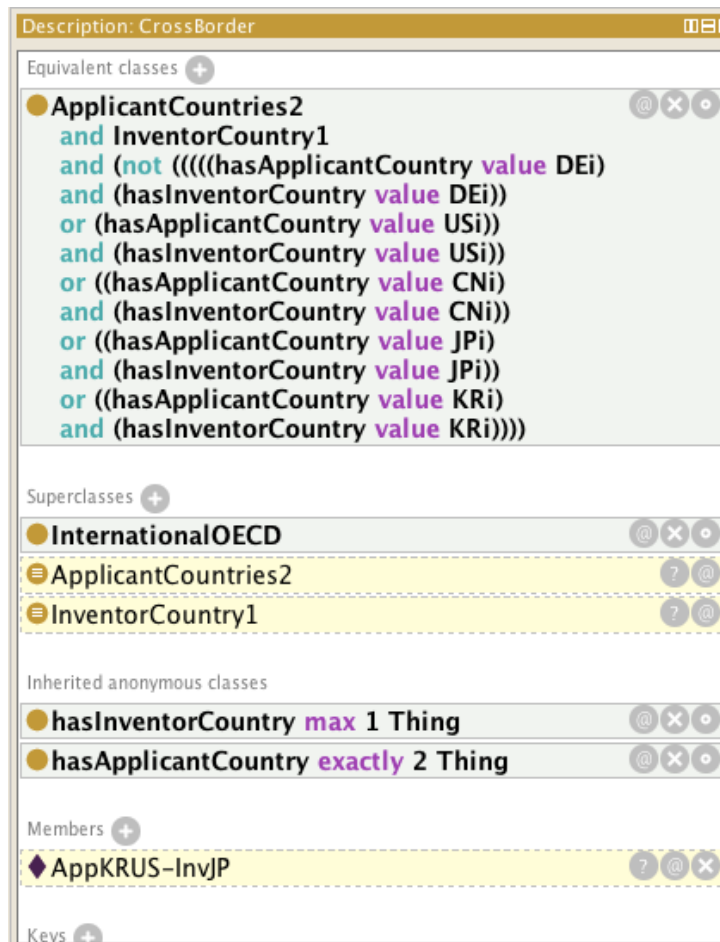 Description: CrossBorder
Equivalent classes
ApplicantCountries2
and InventorCountry1
and (not (((((hasApplicantCountry value DEi)
and (hasInventorCountry value DEi))
or (hasApplicantCountry value USi))
and (hasInventorCountry value USi))
or ((hasApplicantCountry value CNi)
and (hasInventorCountry value CNi))
or ((hasApplicantCountry value JPi)
and (hasInventorCountry value JPi))
or ((hasApplicantCountry value KRi)
and (hasInventorCountry value KRi))))
Superclasses
InternationalOECD
ApplicantCountries2
InventorCountry1
Inherited anonymous classes
hasInventorCountry max 1 Thing
hasApplicantCountry exactly 2 Thing
Members
AppKRUS-InvJP
Keys